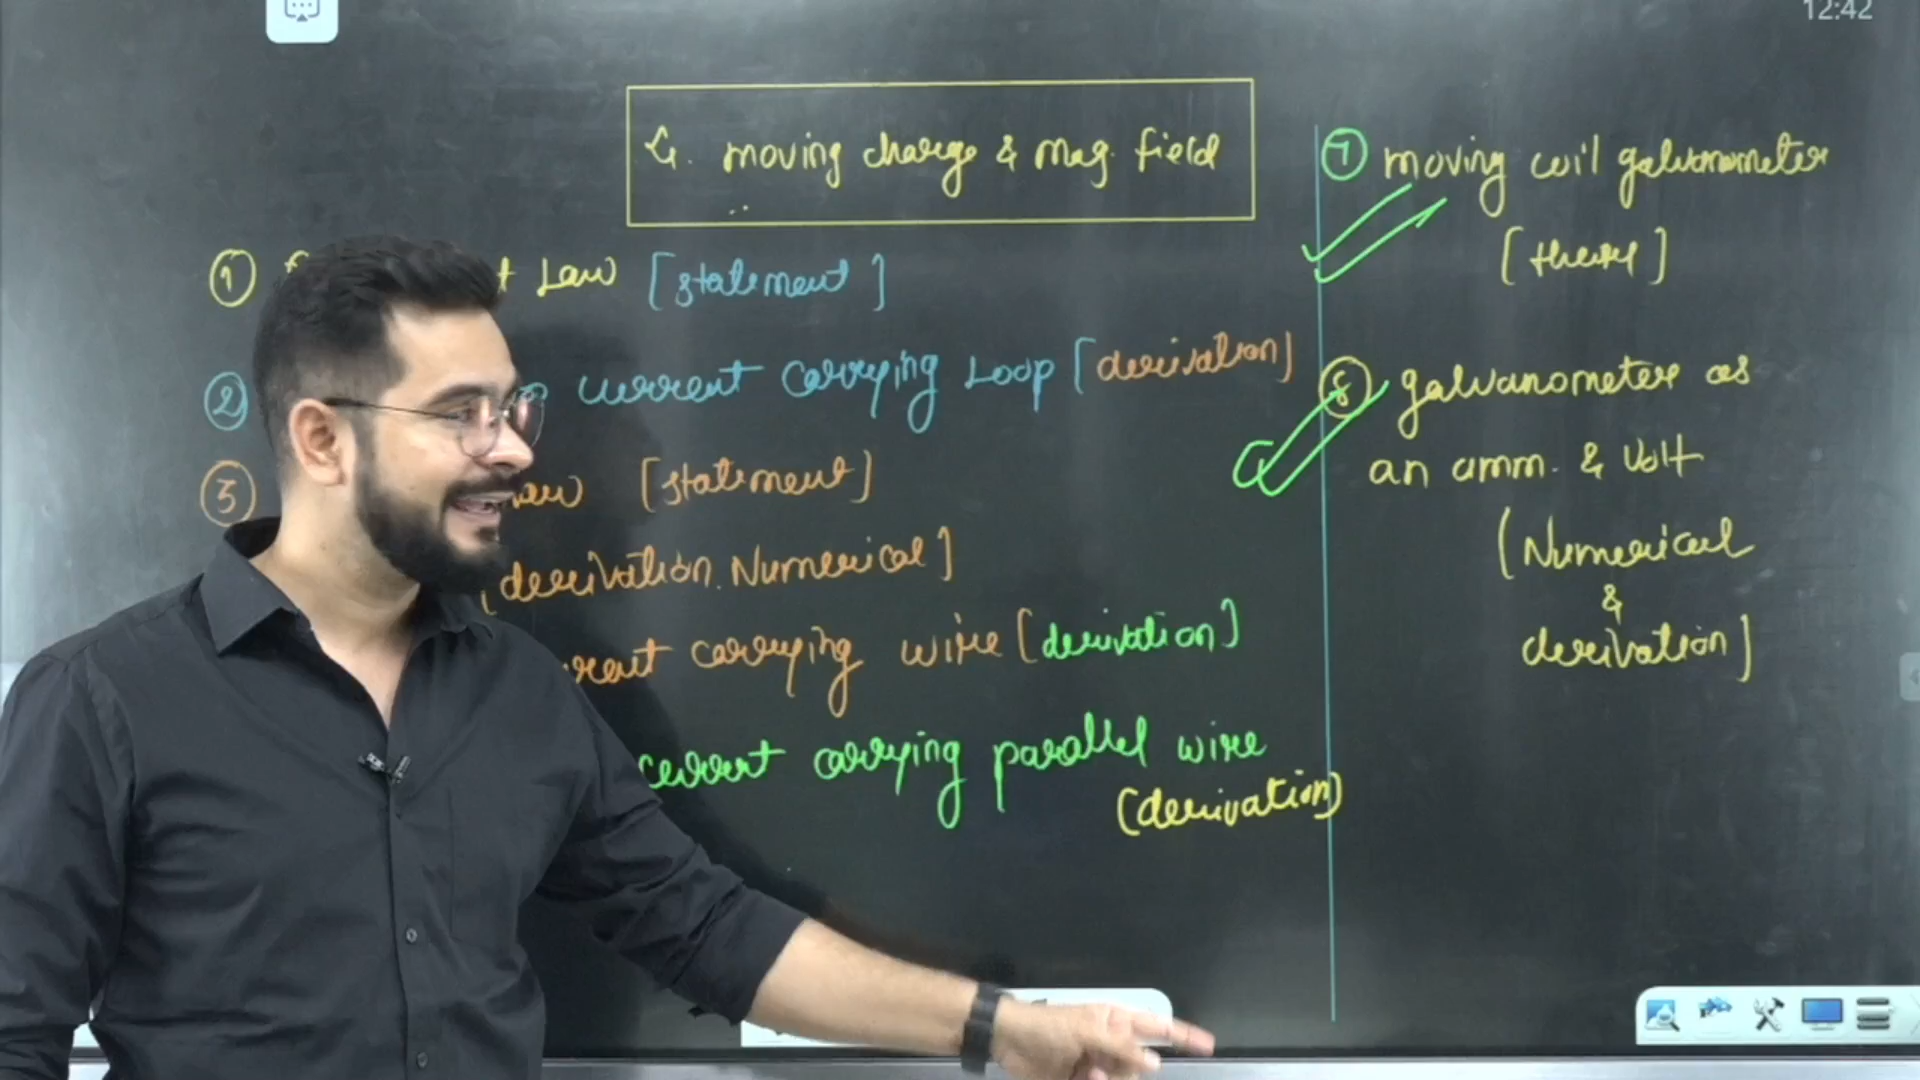 12:42
4. moving charge & mag. field
① Law [statement]
② current carrying Loop [derivation]
③ Law [statement]
[derivation. Numerical]
carrying wire [derivation]
current carrying parallel wire
(derivation)
⑦ moving coil galvanometer
[theory]
⑧ galvanometer as
an amm. & Volt
(Numerical
&
derivation]